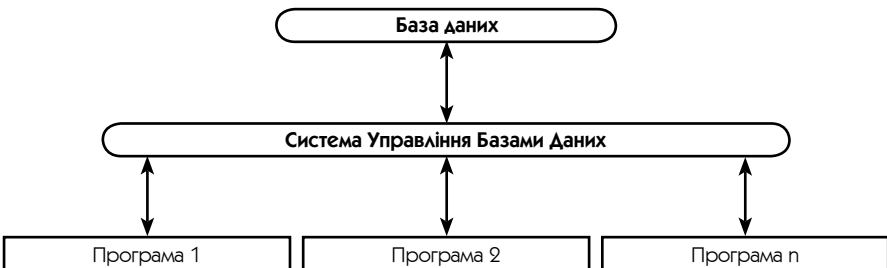 База даних
Система Управління Базами Даних
Програма 1 Програма 2 Програма n